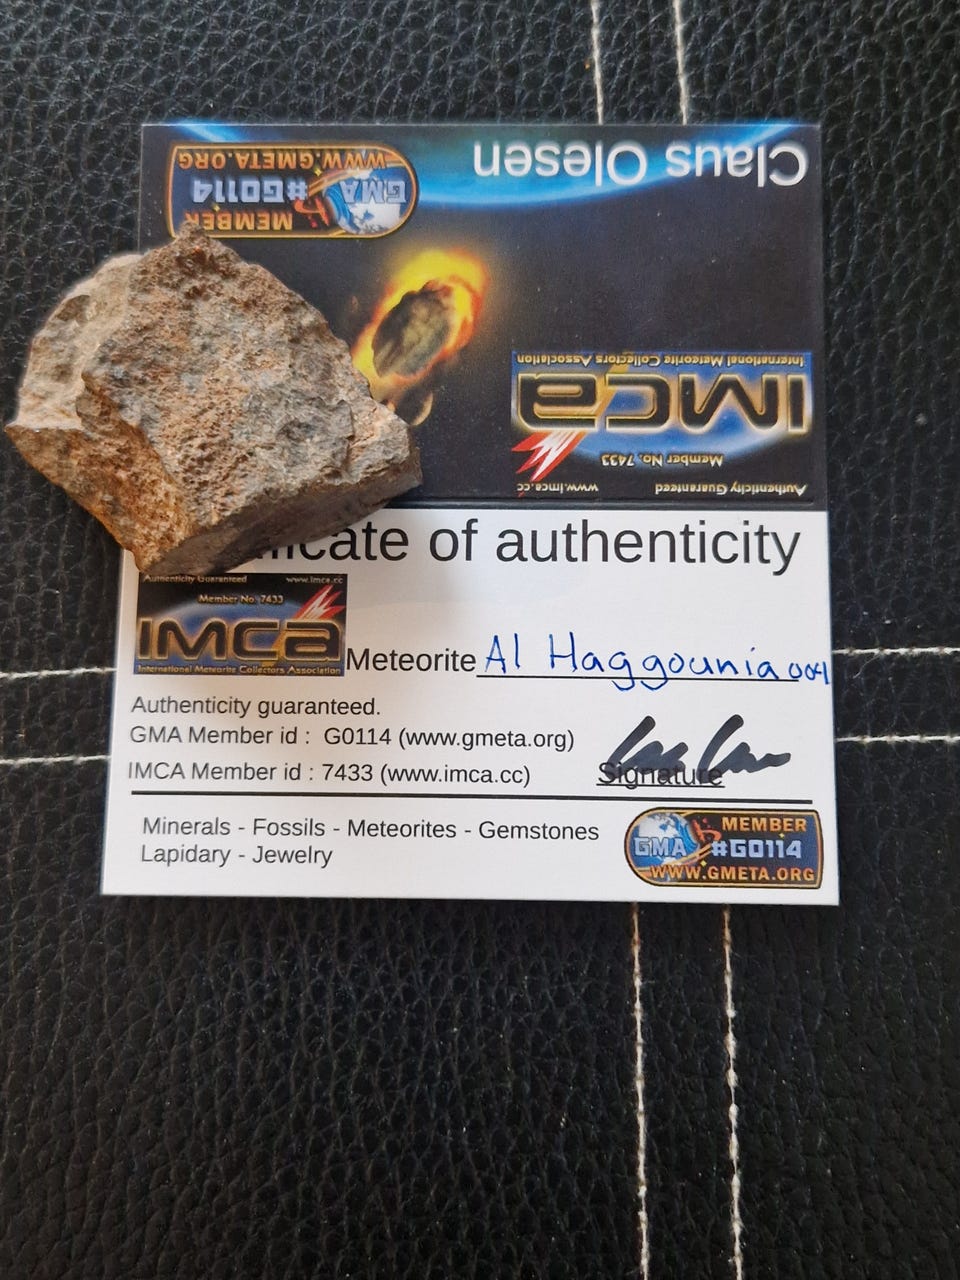 Authenticity Guaranteed www.imca.cc
Member No. 7433
IMCa
International Meteorite Collectors Association
MEMBER
GMA #G0114
WWW.GMETA.ORG
Claus Olesen
icate of authenticity
Authenticity Guaranteed www.imca.cc
Member No. 7433
IMCa
International Meteorite Collectors Association
Meteorite Al Haggounia 001
Authenticity guaranteed.
GMA Member id : G0114 (www.gmeta.org)
IMCA Member id : 7433 (www.imca.cc)
Signature
Minerals - Fossils - Meteorites - Gemstones
Lapidary - Jewelry
MEMBER
GMA #G0114
WWW.GMETA.ORG